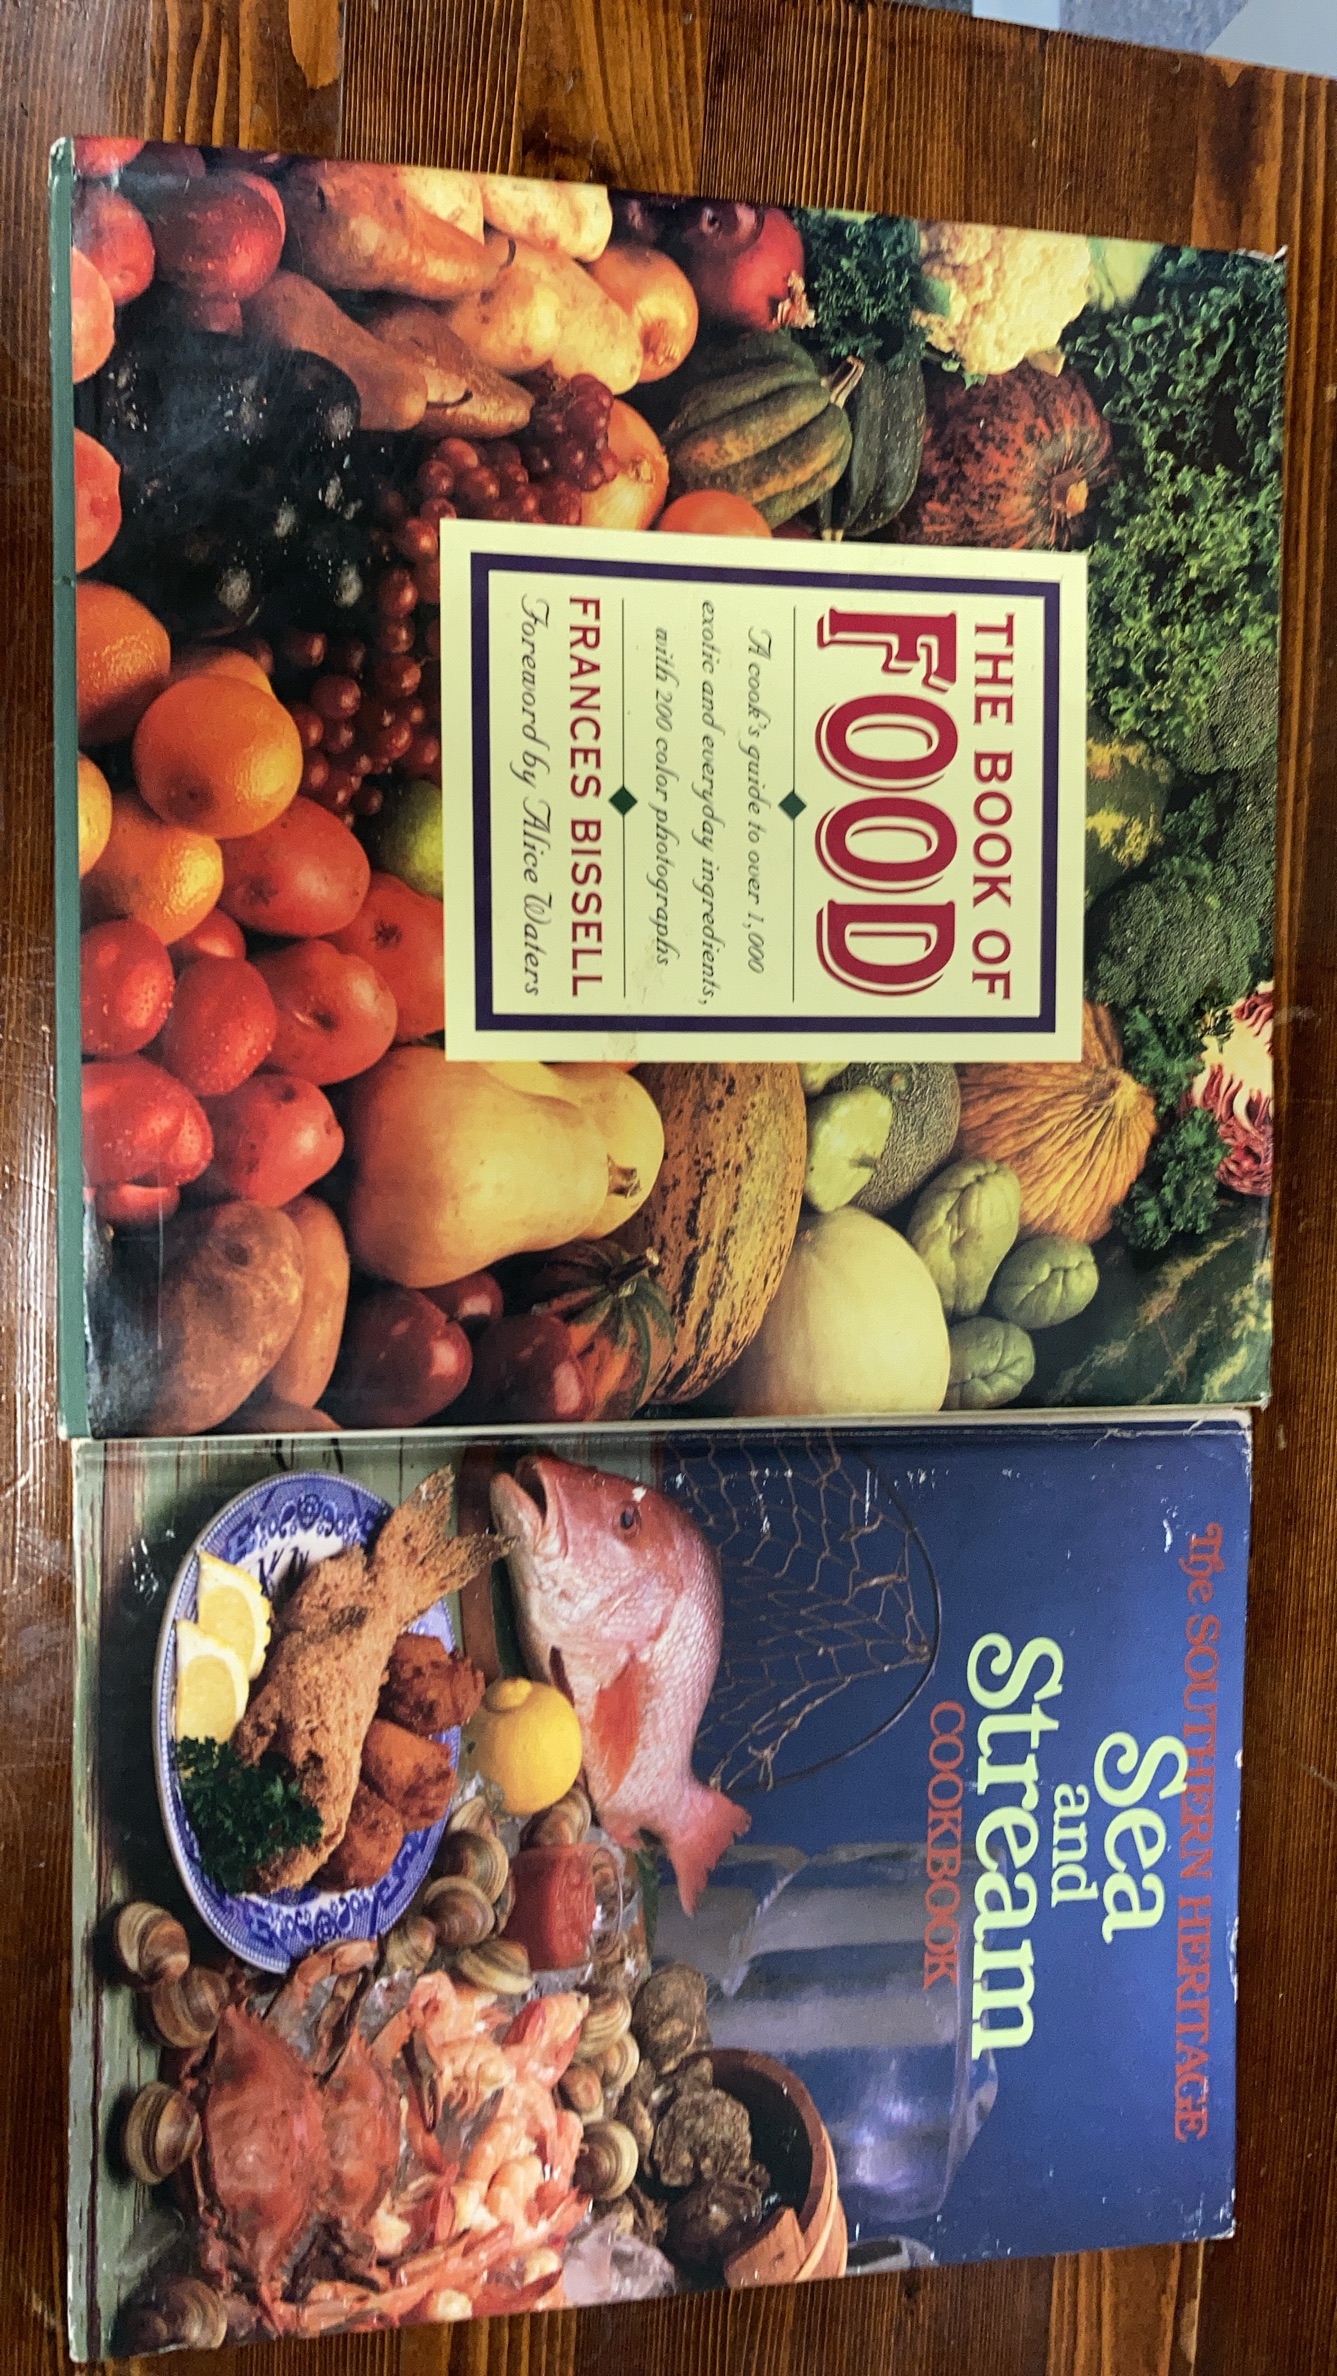 THE BOOK OF
FOOD
A cook's guide to over 1,000
exotic and everyday ingredients,
with 200 color photographs
FRANCES BISSELL
Foreword by Alice Waters
The SOUTHERN HERITAGE
Sea
and
Stream
COOKBOOK